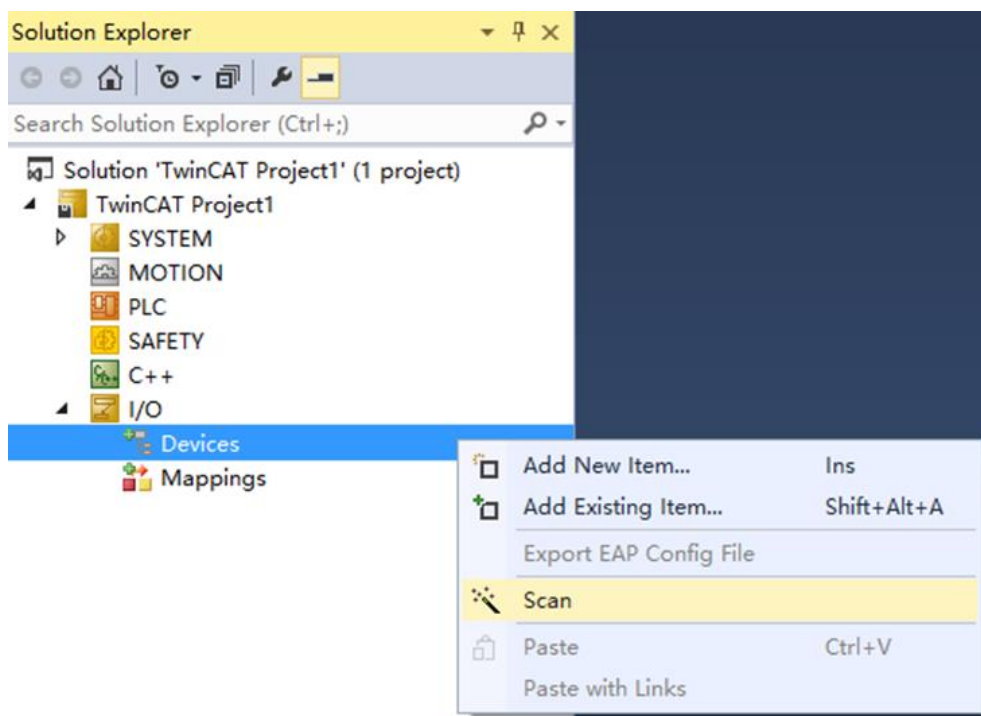 Solution Explorer
Search Solution Explorer (Ctrl+;)
Solution 'TwinCAT Project1' (1 project)
TwinCAT Project1
SYSTEM
MOTION
PLC
SAFETY
C++
I/O
Devices
Mappings
Add New Item... Ins
Add Existing Item... Shift+Alt+A
Export EAP Config File
Scan
Paste Ctrl+V
Paste with Links